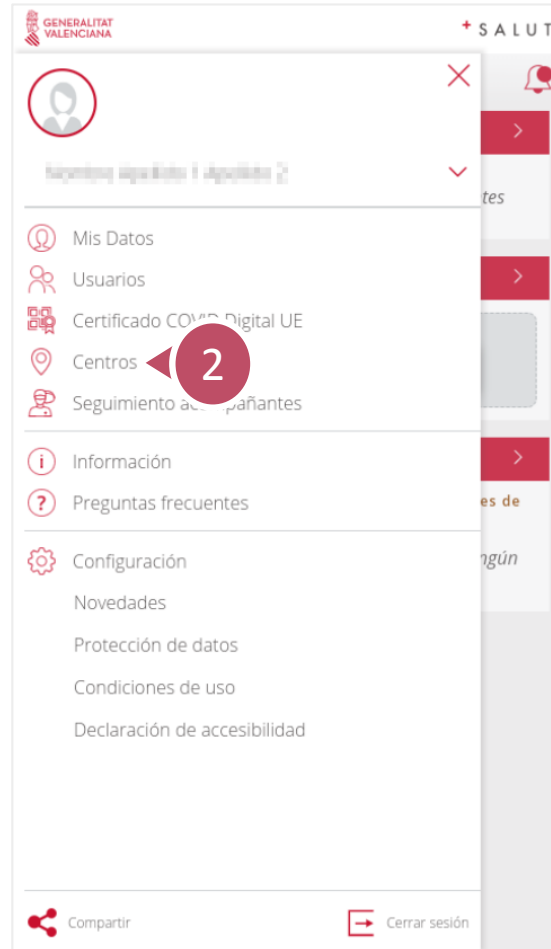 GENERALITAT
VALENCIANA
+ SALUT
Mis Datos
Usuarios
Certificado COVID Digital UE
Centros
2
Seguimiento acompañantes
Información
Preguntas frecuentes
Configuración
Novedades
Protección de datos
Condiciones de uso
Declaración de accesibilidad
Compartir
Cerrar sesión
tes
es de
ngún